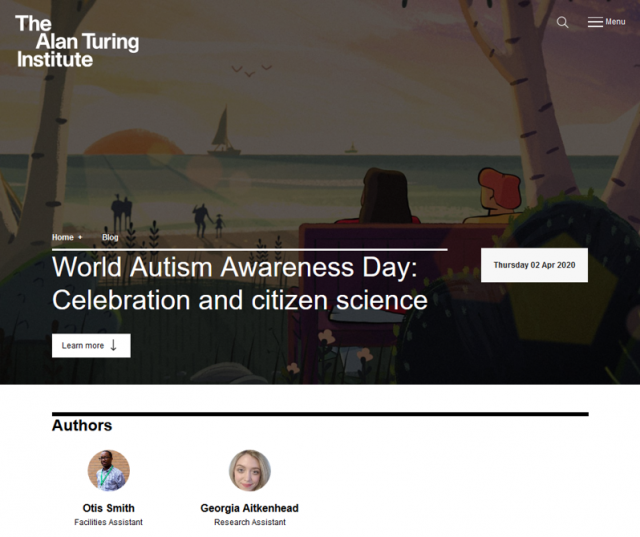 The
Alan Turing
Institute
Menu
Home +
Blog
World Autism Awareness Day:
Celebration and citizen science
Thursday 02 Apr 2020
Learn more ↓
Authors
Otis Smith
Facilities Assistant
Georgia Aitkenhead
Research Assistant